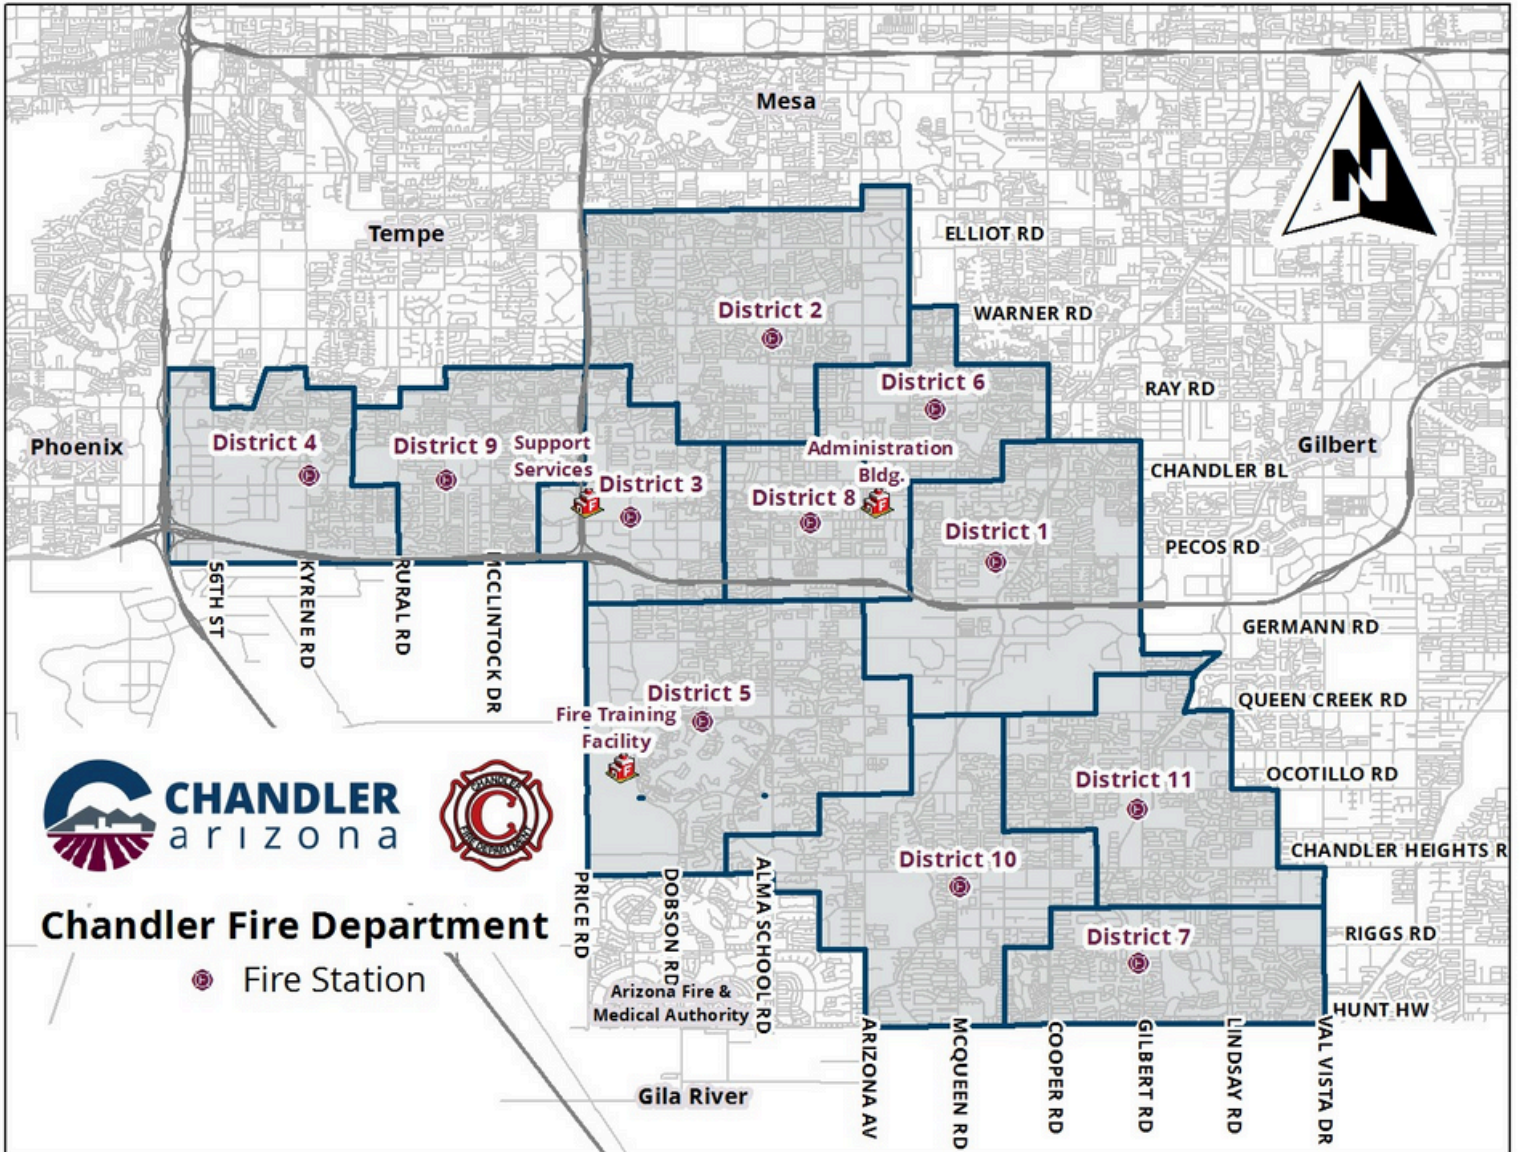 Mesa
N
Tempe
ELLIOT RD
District 2
WARNER RD
District 6
RAY RD
Phoenix
District 4
District 9
Support
Services
Administration
Bldg.
Gilbert
CHANDLER BL
District 3
District 8
District 1
PECOS RD
56TH ST
KYRENE RD
RURAL RD
MCCLINTOCK DR
GERMANN RD
District 5
QUEEN CREEK RD
Fire Training
Facility
OCOTILLO RD
District 11
CHANDLER
arizona
CHANDLER
C
FIRE DEPARTMENT
CHANDLER HEIGHTS R
District 10
PRICE RD
DOBSON RD
ALMA SCHOOL RD
Chandler Fire Department
Fire Station
District 7
RIGGS RD
Arizona Fire &
Medical Authority
HUNT HW
ARIZONA AV
MCQUEEN RD
COOPER RD
GILBERT RD
LINDSAY RD
VAL VISTA DR
Gila River